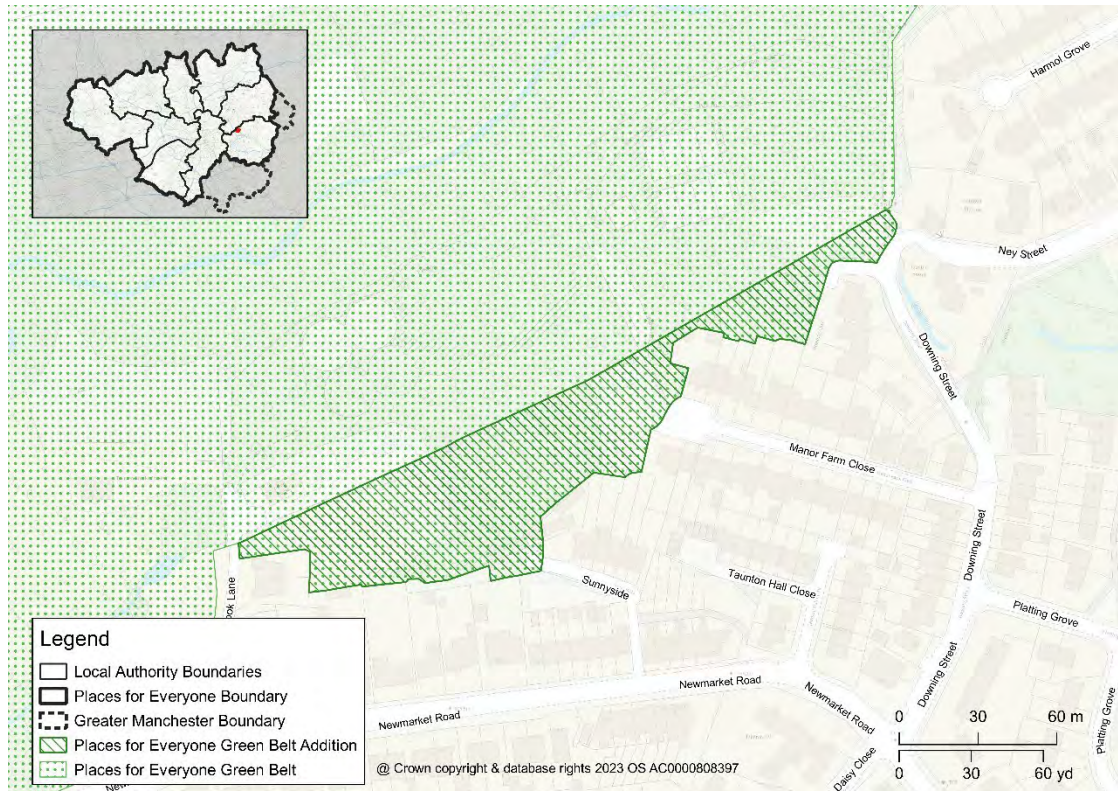 Harmol Grove
Ney Street
Downing Street
Manor Farm Close
Downing Street
Taunton Hall Close
Sunnyside
Platting Grove
ook Lane
Downing Street
Newmarket Road
Newmarket Road
Newmarket Road
Platting Grove
Daisy Close
Legend
Local Authority Boundaries
Places for Everyone Boundary
Greater Manchester Boundary
Places for Everyone Green Belt Addition
Places for Everyone Green Belt
@ Crown copyright & database rights 2023 OS AC0000808397
0 30 60 m
0 30 60 yd